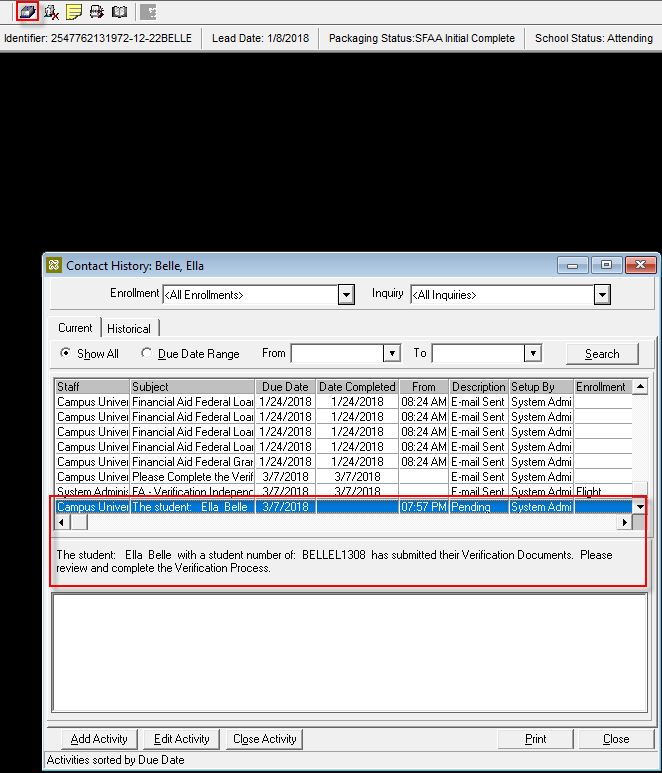 Identifier: 2547762131972-12-22BELLE Lead Date: 1/8/2018 Packaging Status:SFAA Initial Complete School Status: Attending
Contact History: Belle, Ella
Enrollment <All Enrollments> Inquiry <All Inquiries>
Current Historical
Show All Due Date Range From To Search
Staff Subject Due Date Date Completed From Description Setup By Enrollment
Campus Univer Financial Aid Federal Loar 1/24/2018 1/24/2018 08:24 AM E-mail Sent System Admi
Campus Univer Financial Aid Federal Loar 1/24/2018 1/24/2018 08:24 AM E-mail Sent System Admi
Campus Univer Financial Aid Federal Loar 1/24/2018 1/24/2018 08:24 AM E-mail Sent System Admi
Campus Univer Financial Aid Federal Loar 1/24/2018 1/24/2018 08:24 AM E-mail Sent System Admi
Campus Univer Financial Aid Federal Gran 1/24/2018 1/24/2018 08:24 AM E-mail Sent System Admi
Campus Univer Please Complete the Verif 3/7/2018 3/7/2018 E-mail Sent System Admi
System Adminis FA - Verification Indepenc 3/7/2018 3/7/2018 E-mail Sent System Admi Flight
Campus Univer The student: Ella Belle 3/7/2018 07:57 PM Pending System Admi
The student: Ella Belle with a student number of: BELLEL1308 has submitted their Verification Documents. Please
review and complete the Verification Process.
Add Activity Edit Activity Close Activity Print Close
Activities sorted by Due Date